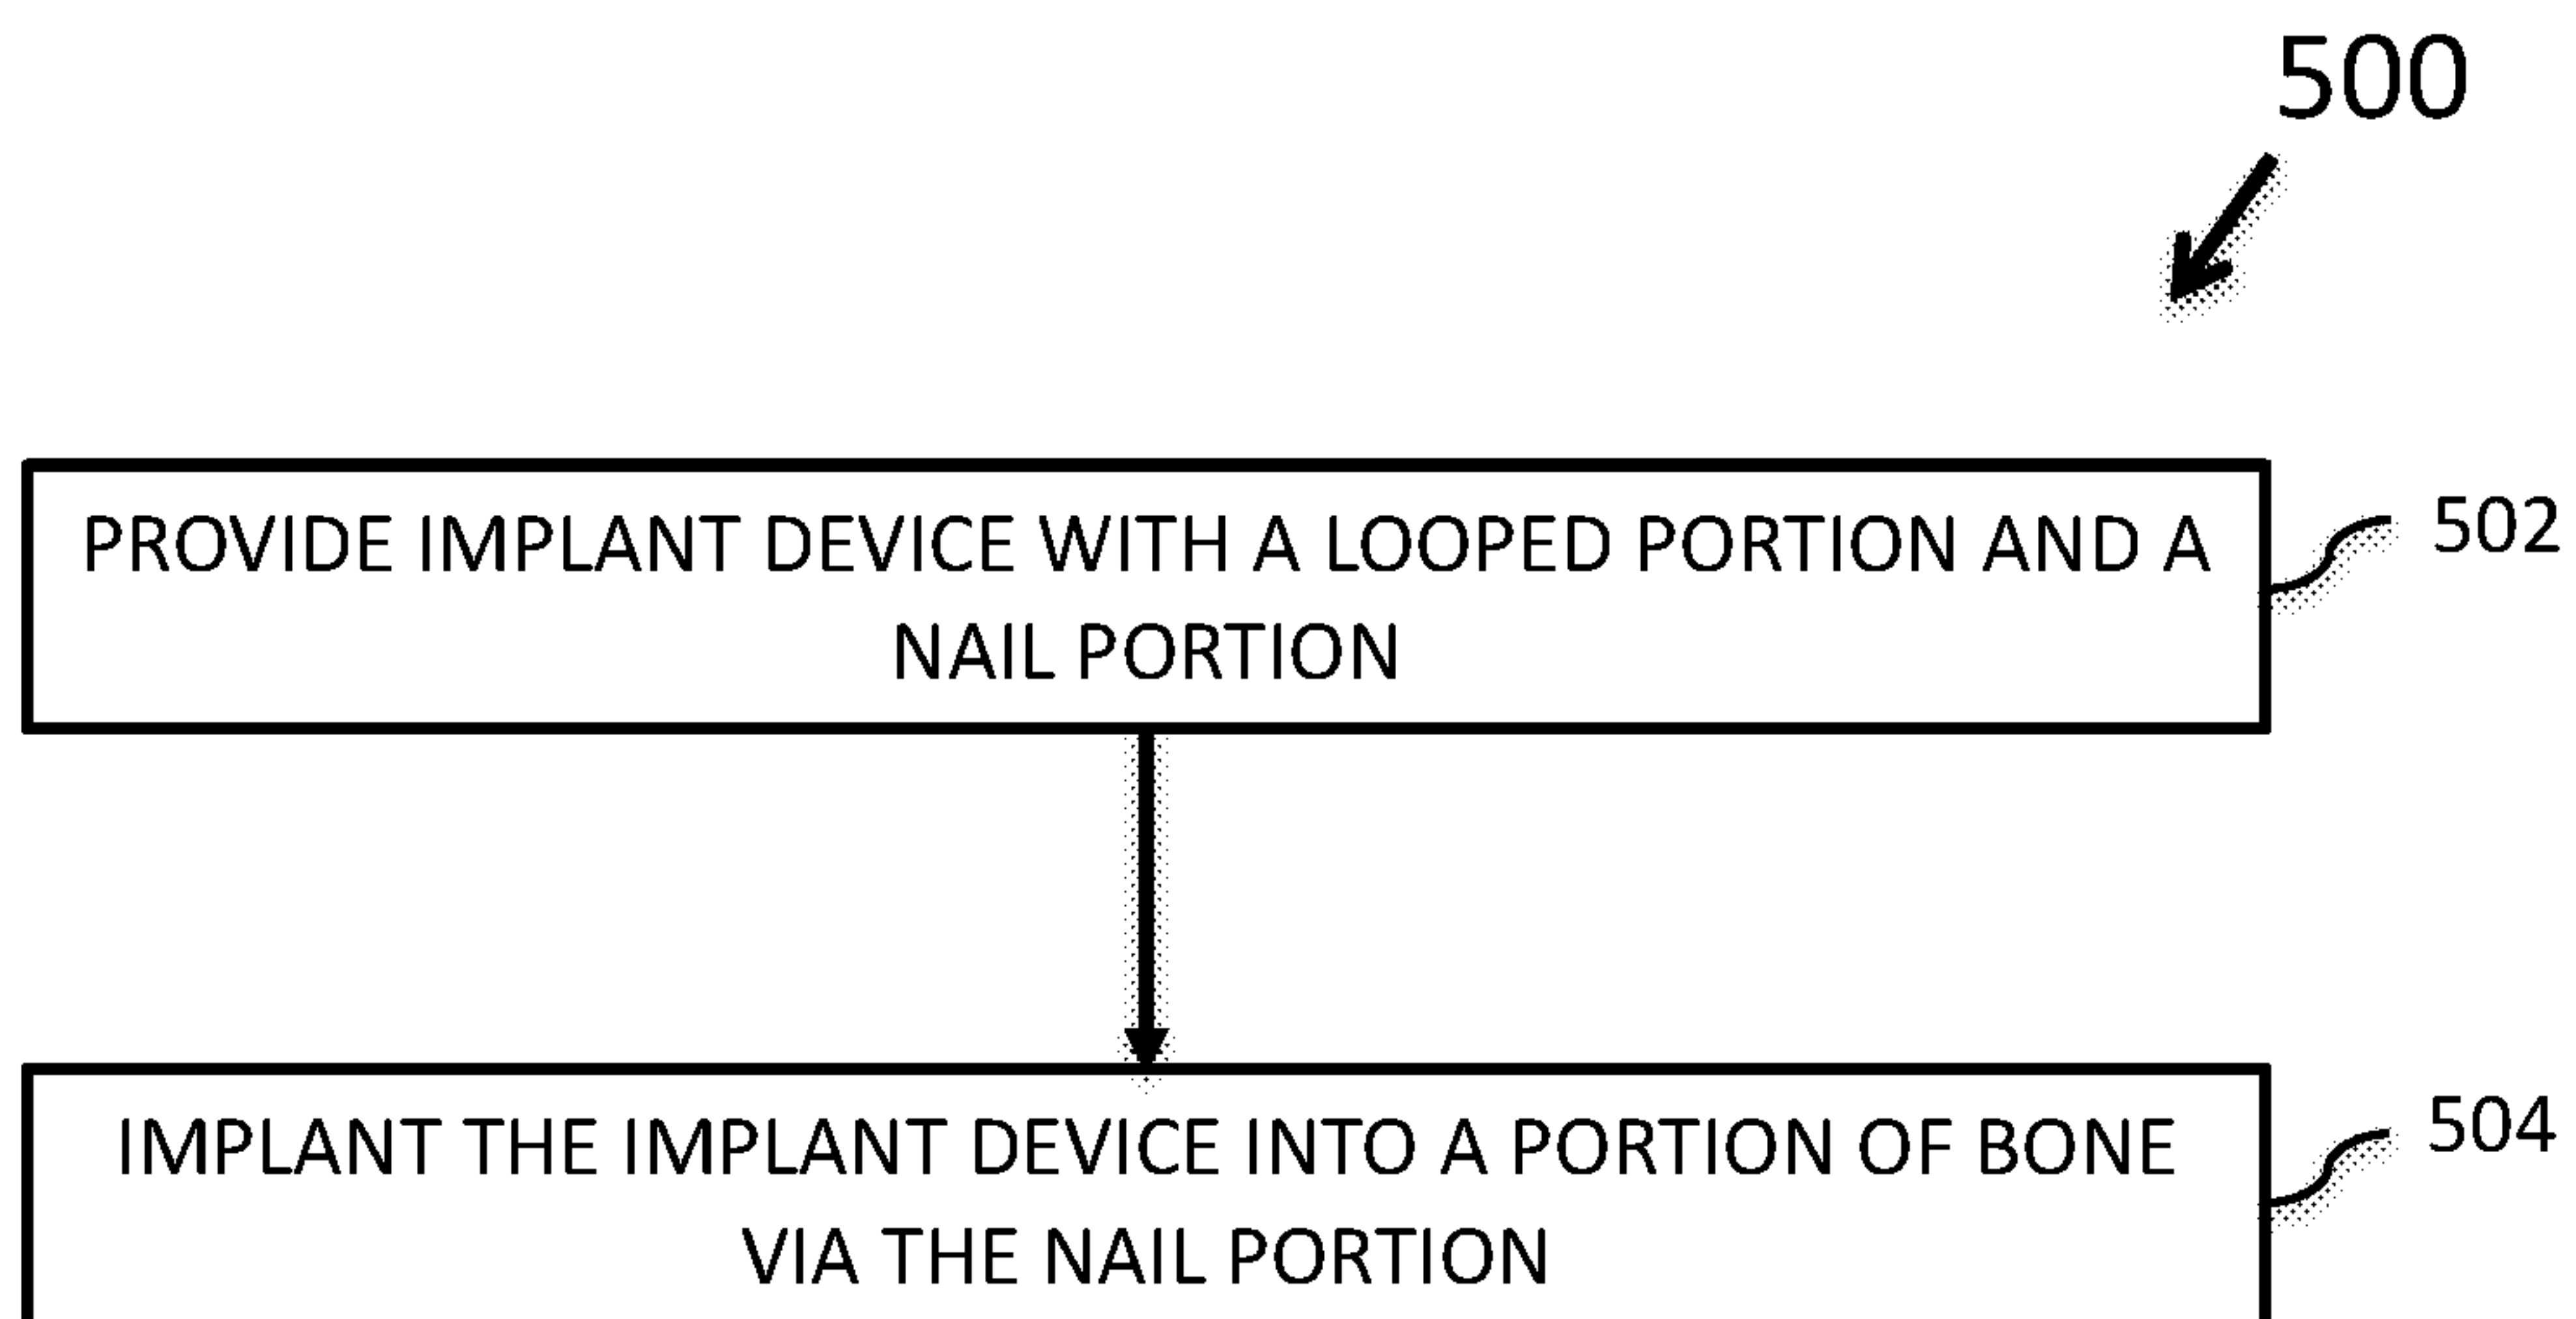 500
PROVIDE IMPLANT DEVICE WITH A LOOPED PORTION AND A
NAIL PORTION
502
IMPLANT THE IMPLANT DEVICE INTO A PORTION OF BONE
VIA THE NAIL PORTION
504